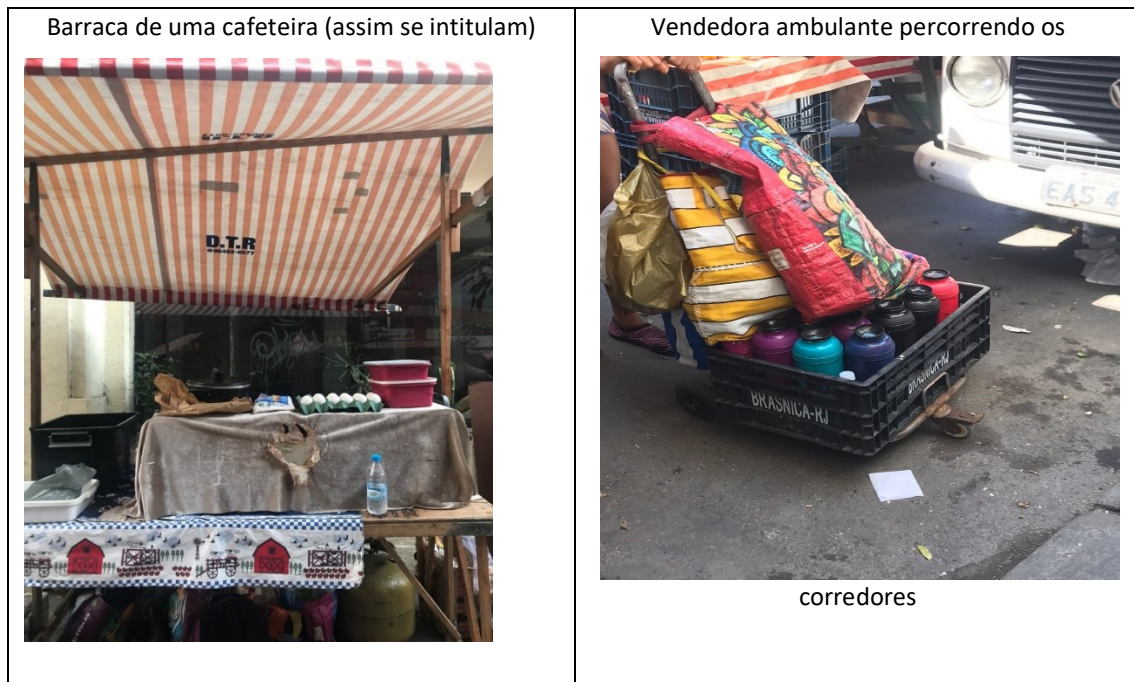 Barraca de uma cafeteira (assim se intitulam)
D.T.R
Vendedora ambulante percorrendo os
EAS 4
BRASNICA-RJ
BRASNICA-RJ
corredores